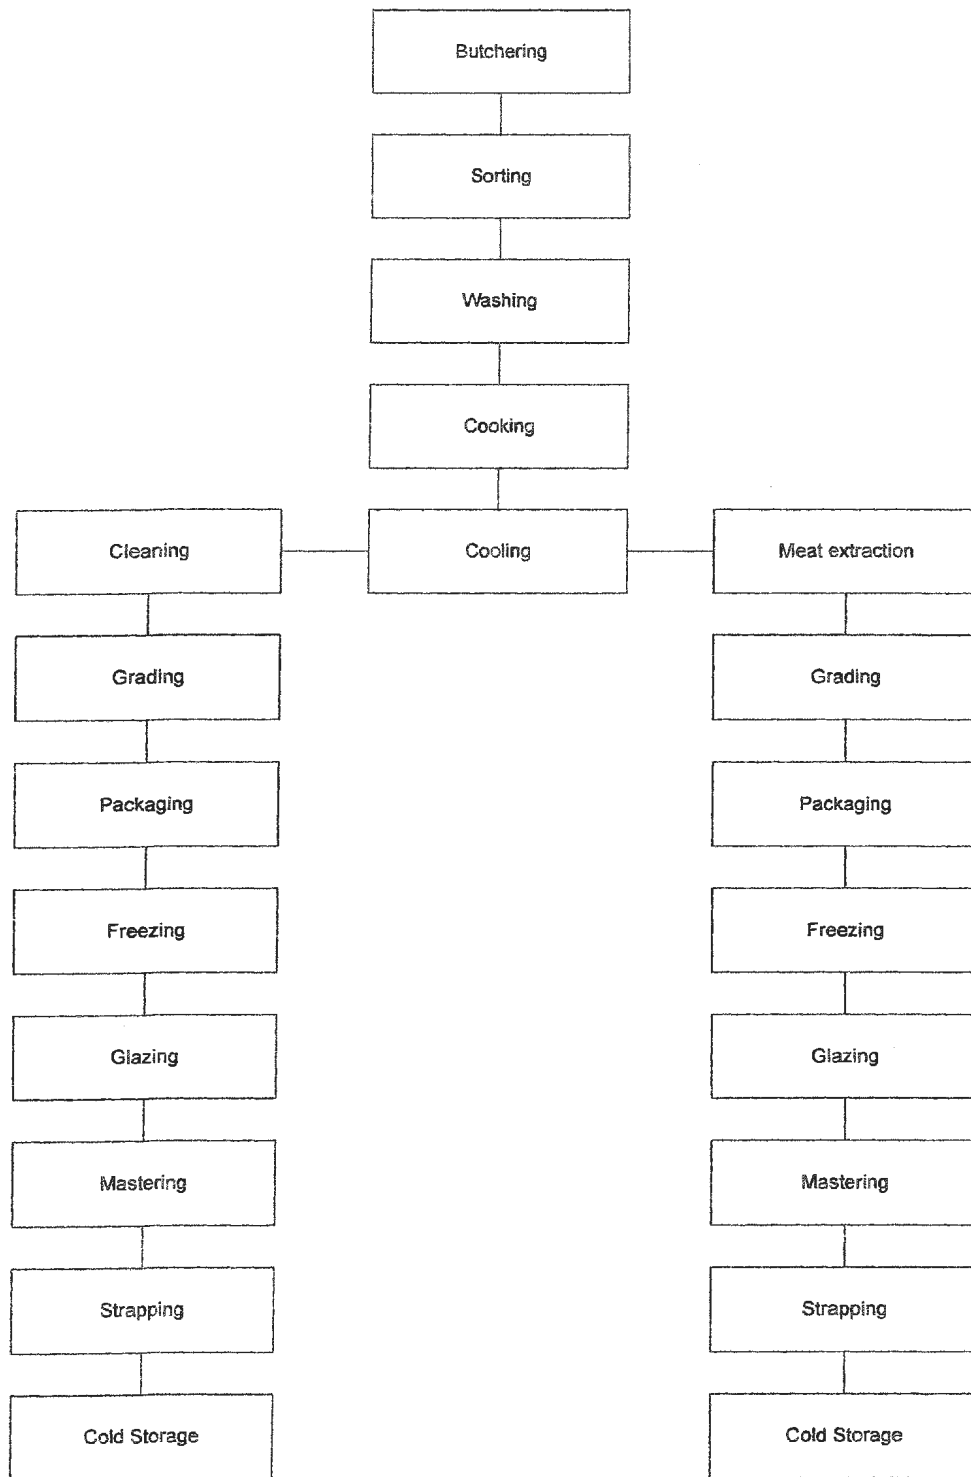 Butchering
Sorting
Washing
Cooking
Cleaning
Cooling
Meat extraction
Grading
Grading
Packaging
Packaging
Freezing
Freezing
Glazing
Glazing
Mastering
Mastering
Strapping
Strapping
Cold Storage
Cold Storage